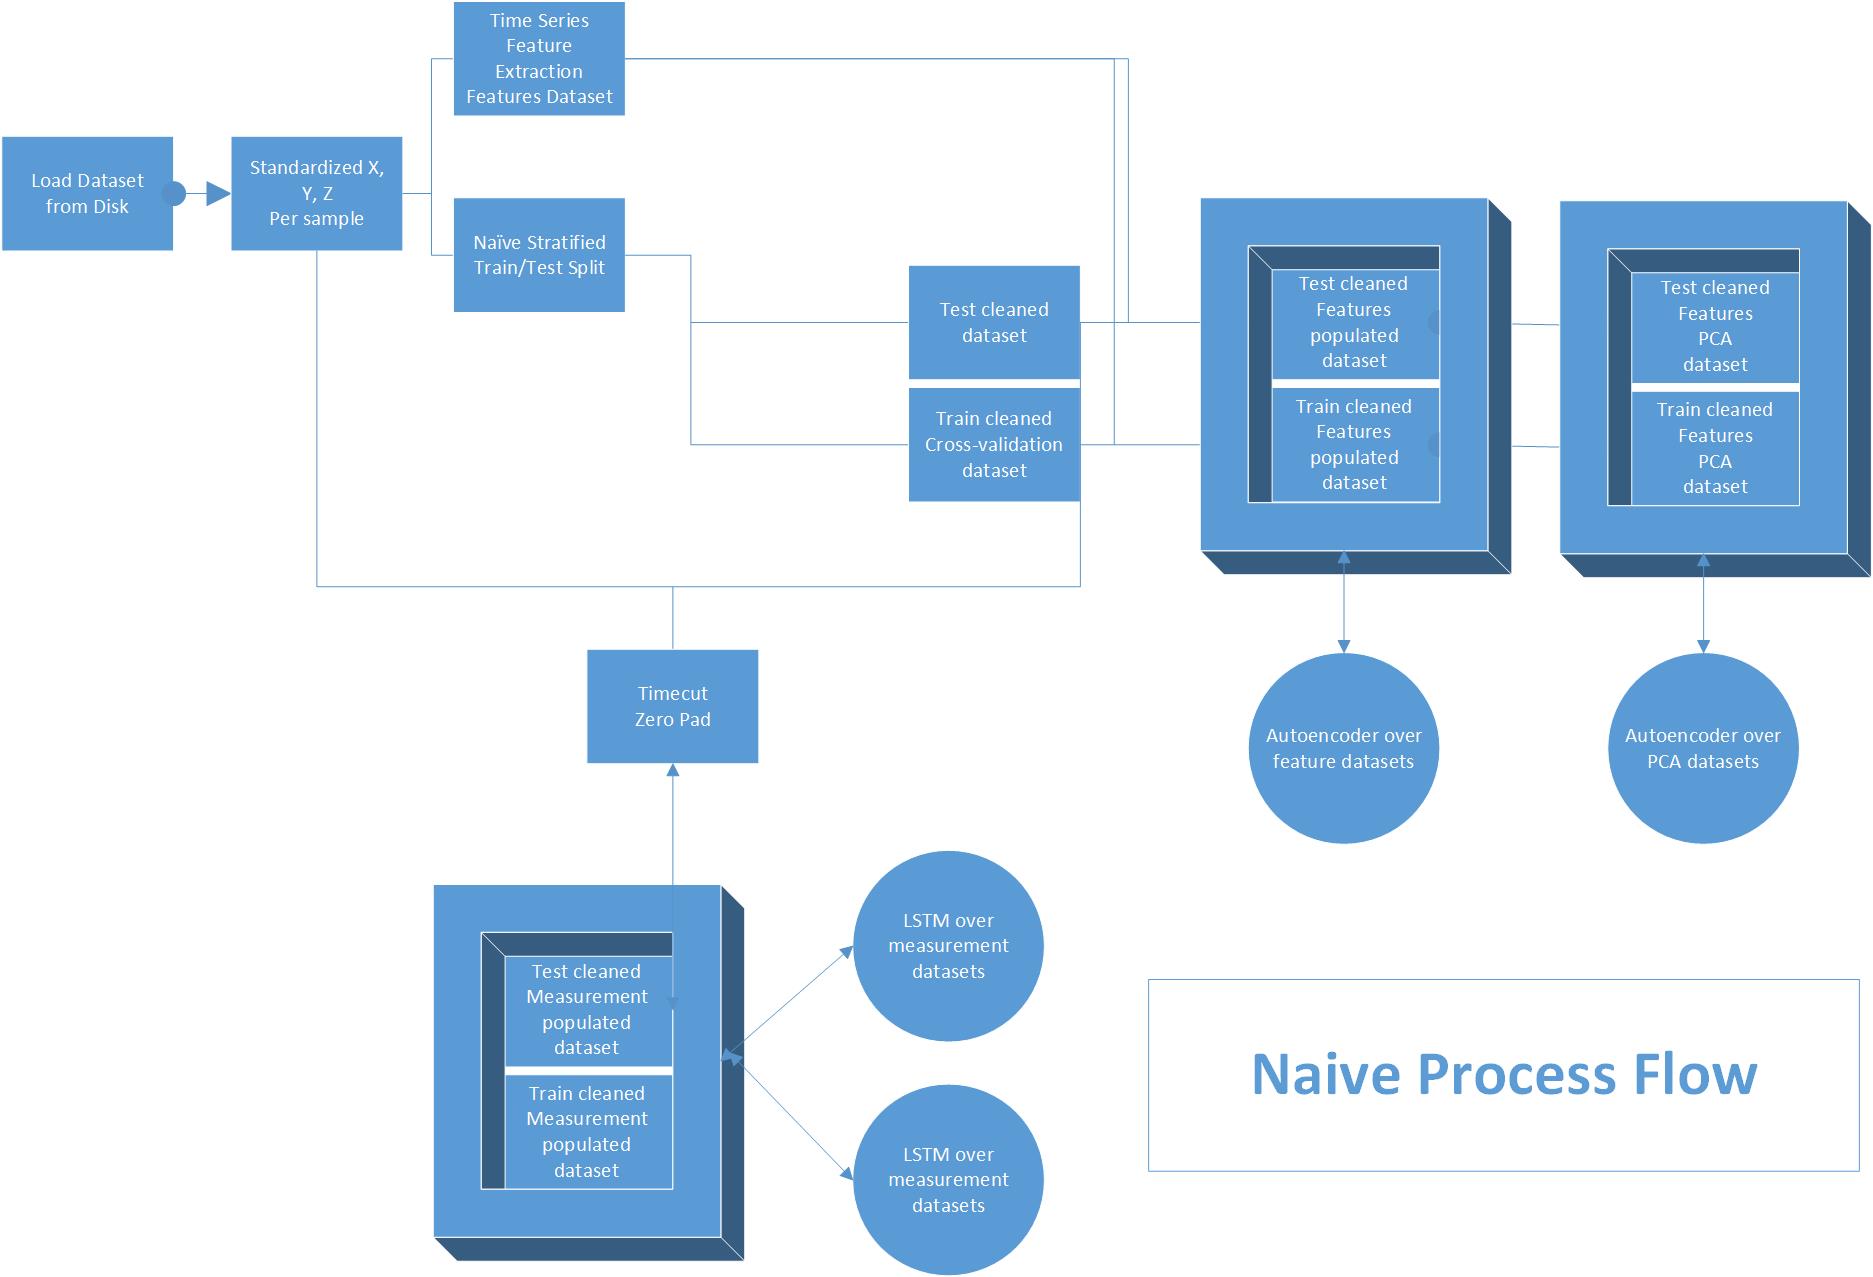 Time Series
Feature
Extraction
Features Dataset
Load Dataset
from Disk
Standardized X,
Y, Z
Per sample
Naïve Stratified
Train/Test Split
Test cleaned
dataset
Train cleaned
Cross-validation
dataset
Test cleaned
Features
populated
dataset
Train cleaned
Features
populated
dataset
Test cleaned
Features
PCA
dataset
Train cleaned
Features
PCA
dataset
Timecut
Zero Pad
Autoencoder over
feature datasets
Autoencoder over
PCA datasets
Test cleaned
Measurement
populated
dataset
Train cleaned
Measurement
populated
dataset
LSTM over
measurement
datasets
LSTM over
measurement
datasets
Naive Process Flow